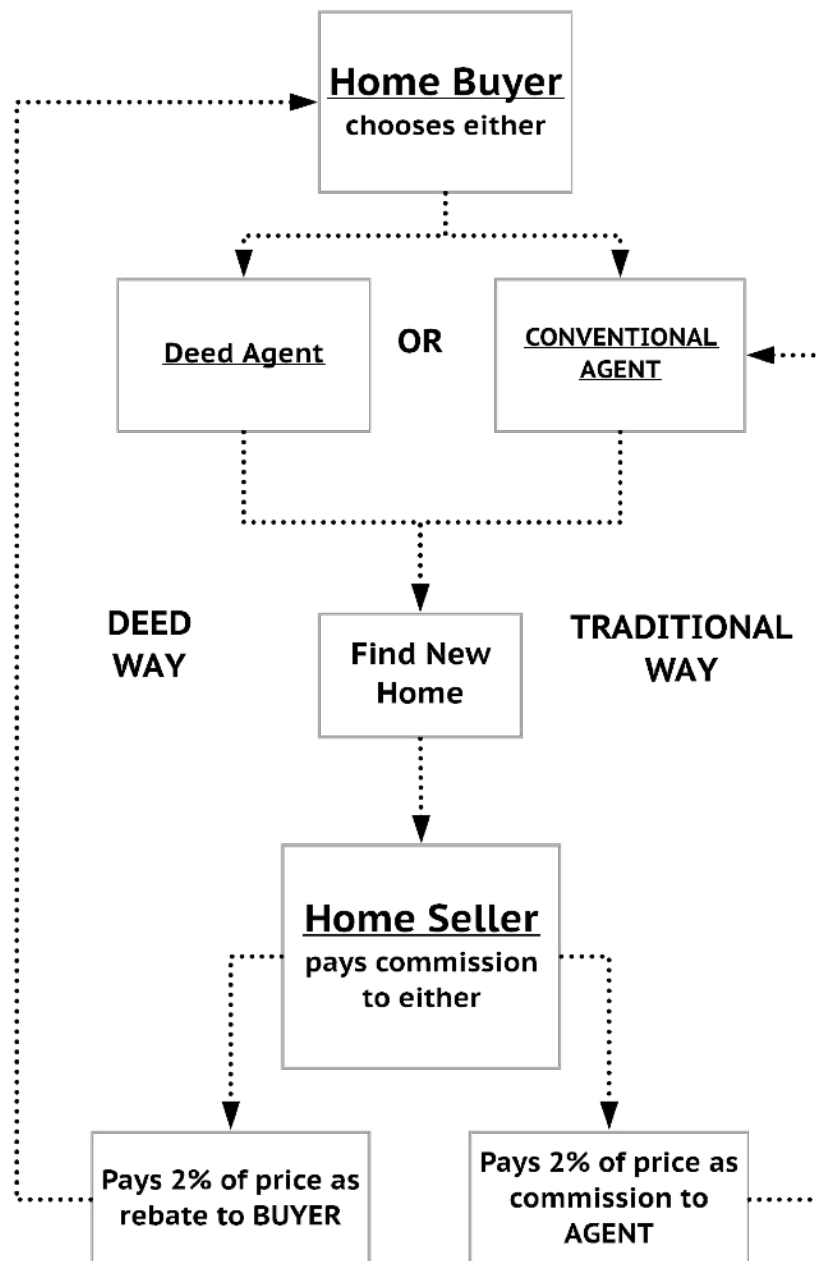 Home Buyer
chooses either
Deed Agent
OR
CONVENTIONAL
AGENT
DEED
WAY
Find New
Home
TRADITIONAL
WAY
Home Seller
pays commission
to either
Pays 2% of price as
rebate to BUYER
Pays 2% of price as
commission to
AGENT